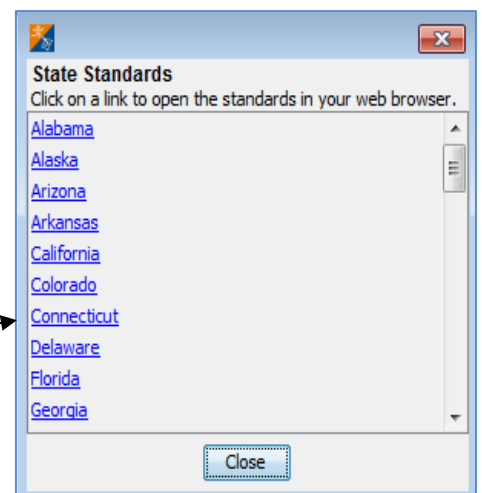 State Standards
Click on a link to open the standards in your web browser.
Alabama
Alaska
Arizona
Arkansas
California
Colorado
Connecticut
Delaware
Florida
Georgia
Close